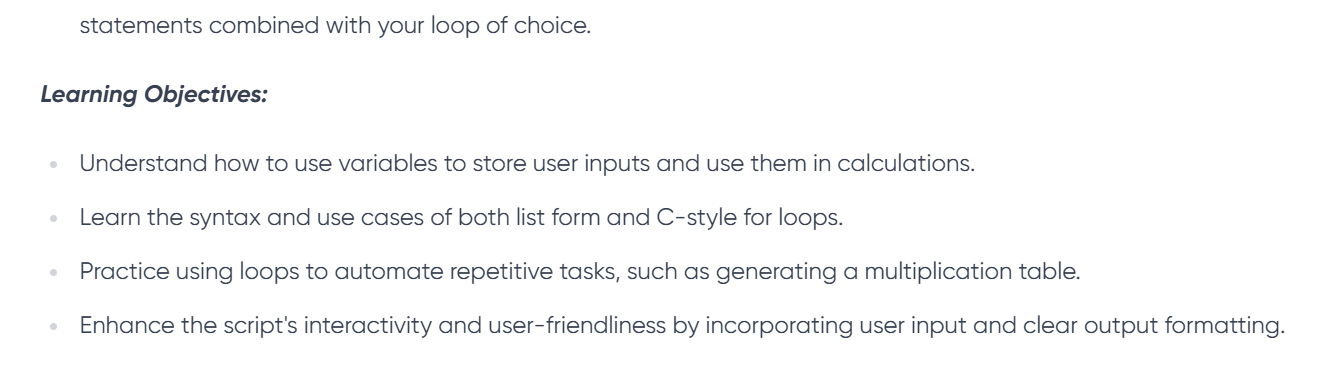 statements combined with your loop of choice.
Learning Objectives:
Understand how to use variables to store user inputs and use them in calculations.
Learn the syntax and use cases of both list form and C-style for loops.
Practice using loops to automate repetitive tasks, such as generating a multiplication table.
Enhance the script's interactivity and user-friendliness by incorporating user input and clear output formatting.